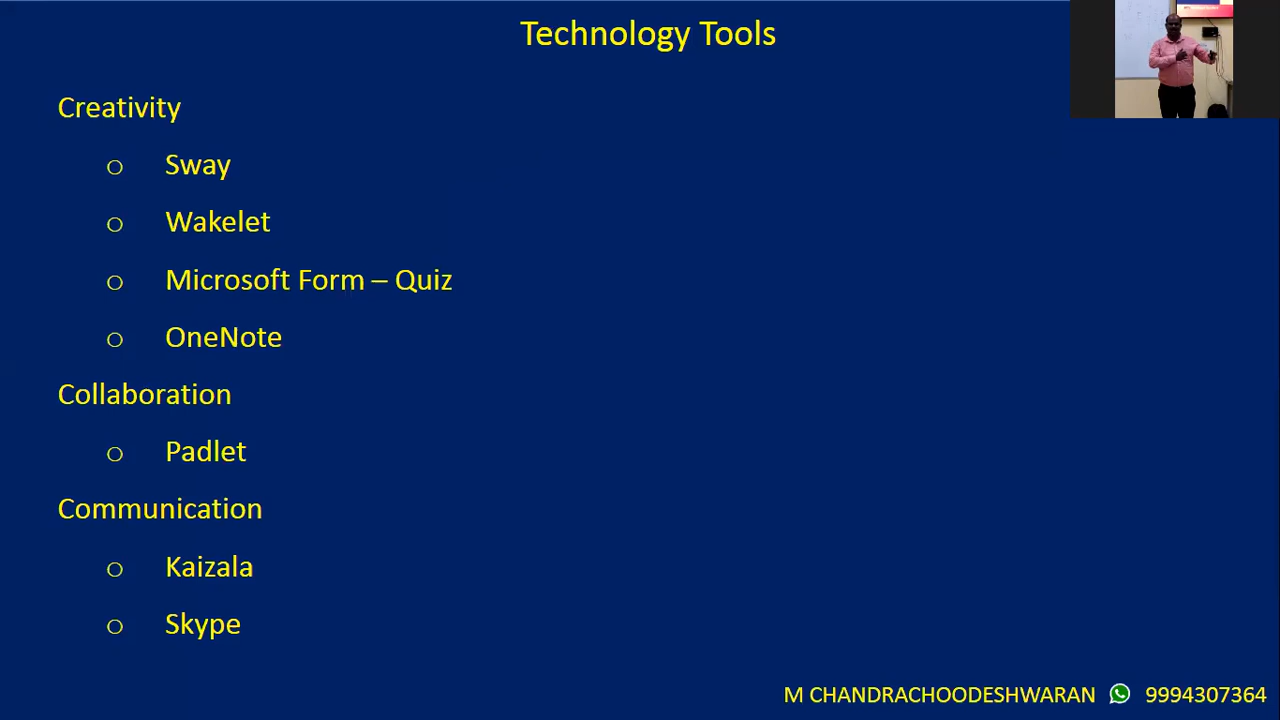 Technology Tools
Creativity
o Sway
o Wakelet
o Microsoft Form – Quiz
o OneNote
Collaboration
o Padlet
Communication
o Kaizala
o Skype
M CHANDRACHOODESHWARAN 9994307364